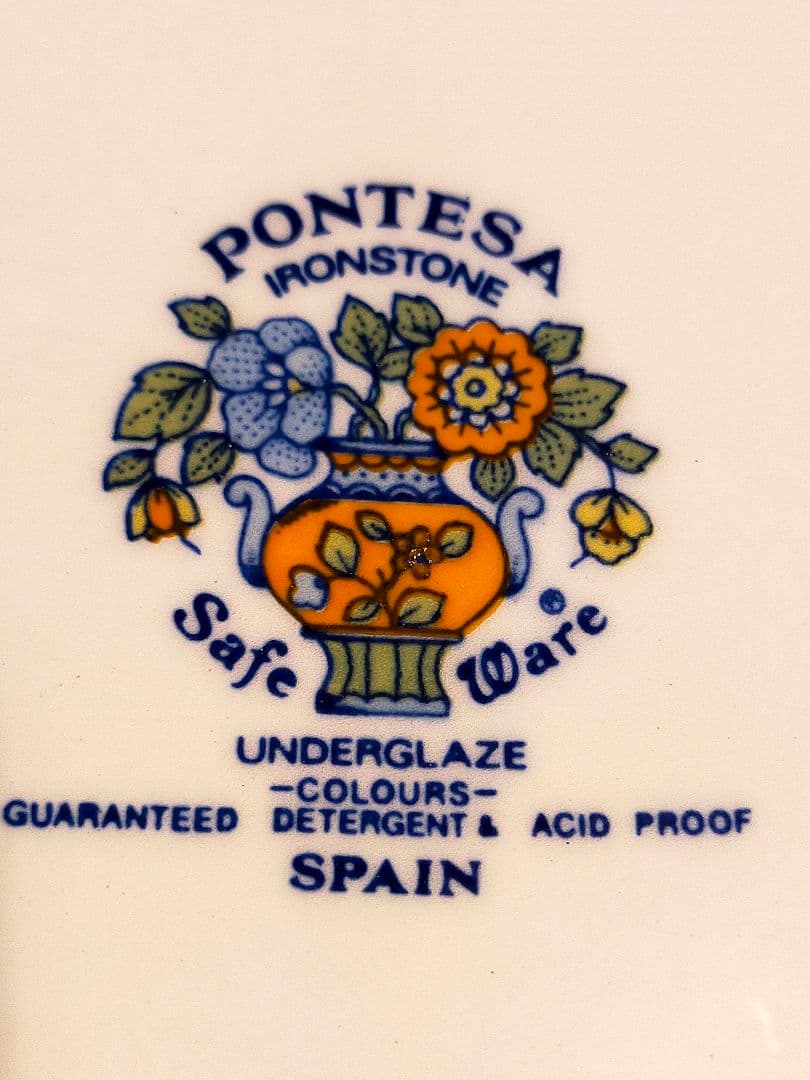 PONTESA
IRONSTONE
Safe Ware
UNDERGLAZE
-COLOURS-
GUARANTEED DETERGENT & ACID PROOF
SPAIN